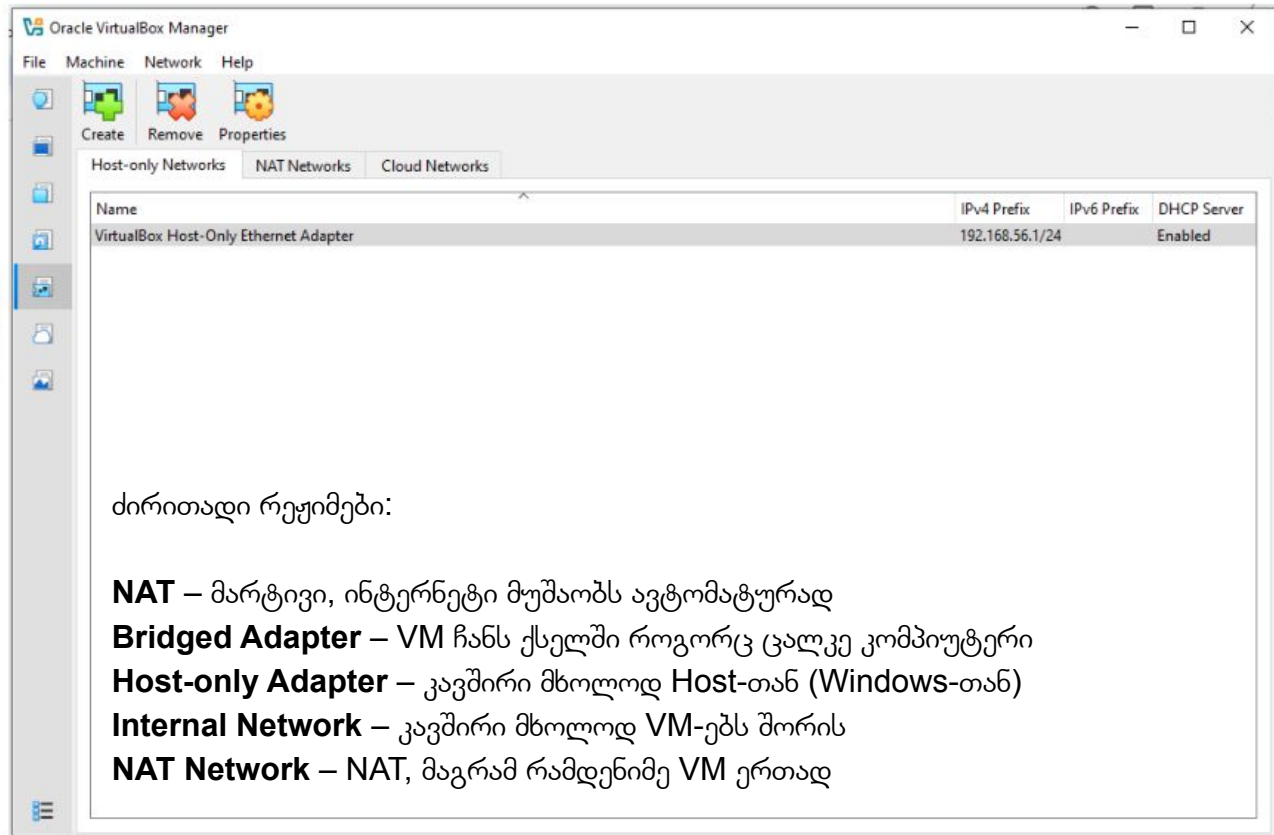 Oracle VirtualBox Manager
File Machine Network Help
Create Remove Properties
Host-only Networks NAT Networks Cloud Networks
Name IPv4 Prefix IPv6 Prefix DHCP Server
VirtualBox Host-Only Ethernet Adapter 192.168.56.1/24 Enabled
ძირითადი რეჟიმები:
NAT – მარტივი, ინტერნეტი მუშაობს ავტომატურად
Bridged Adapter – VM ჩანს ქსელში როგორც ცალკე კომპიუტერი
Host-only Adapter – კავშირი მხოლოდ Host-თან (Windows-თან)
Internal Network – კავშირი მხოლოდ VM-ებს შორის
NAT Network – NAT, მაგრამ რამდენიმე VM ერთად